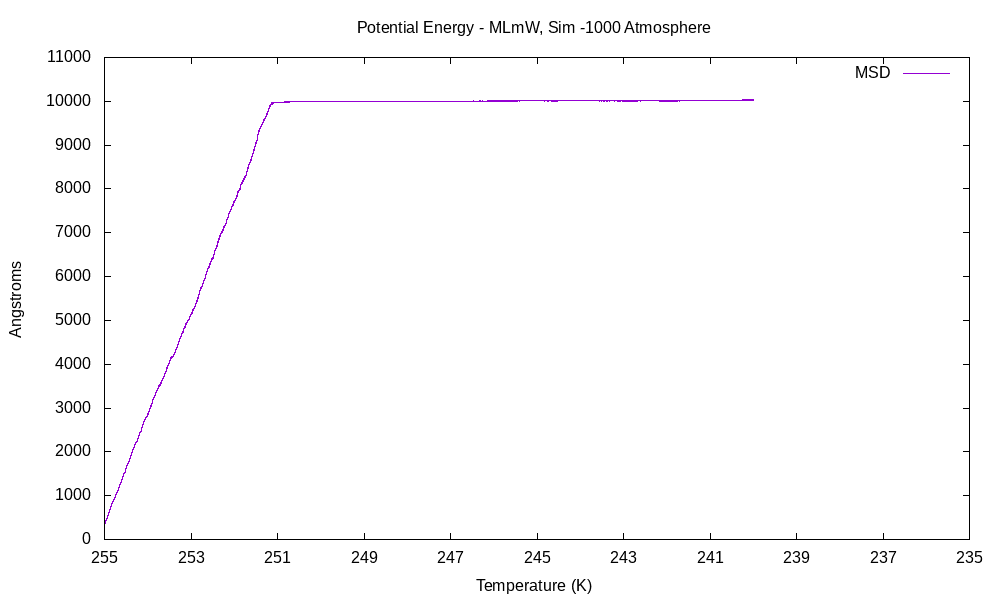 Potential Energy - MLmW, Sim -1000 Atmosphere
11000
10000
9000
8000
7000
6000
5000
4000
3000
2000
1000
0
Angstroms
MSD
255 253 251 249 247 245 243 241 239 237 235
Temperature (K)